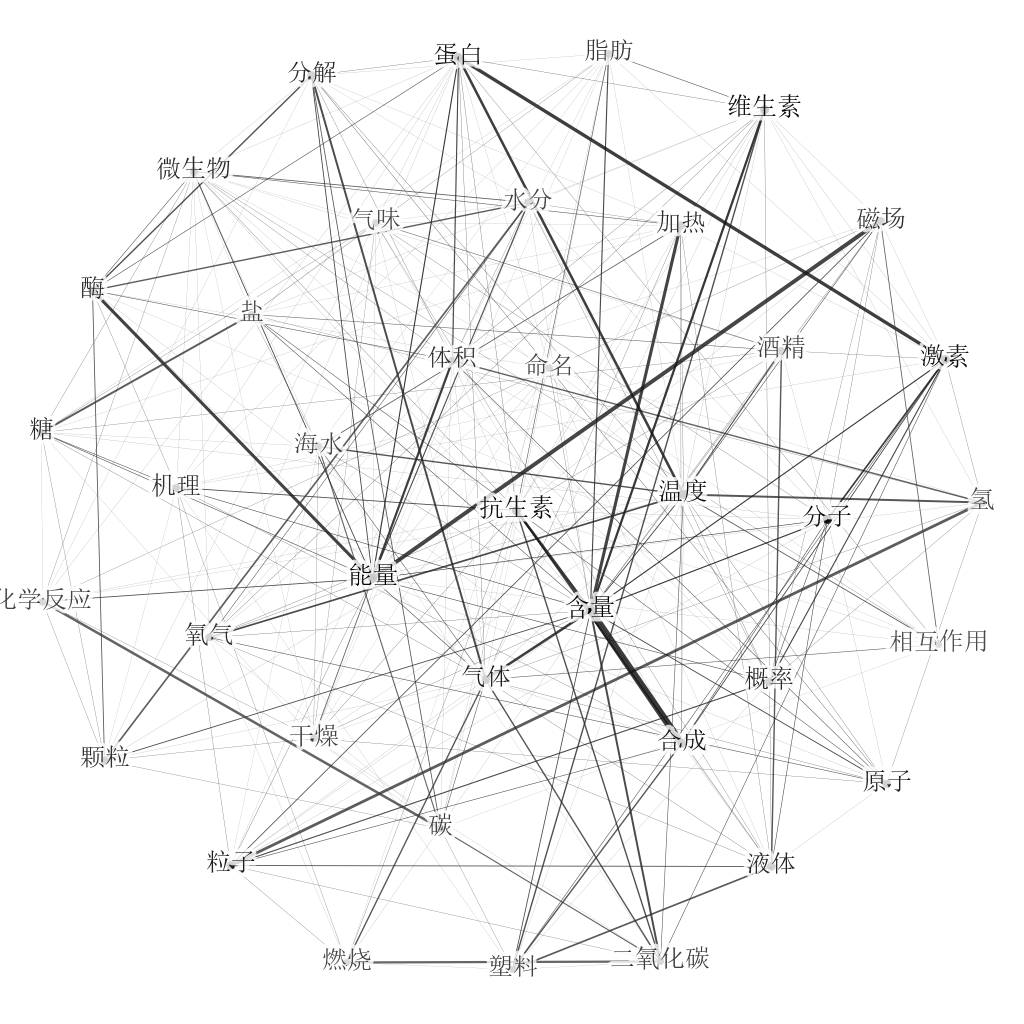 脂肪
蛋白
分解
维生素
微生物
水分
气味
加热
磁场
酶
盐
体积
命名
酒精
激素
糖
海水
机理
抗生素
温度
分子
氢
能量
化学反应
含量
氧气
相互作用
气体
概率
干燥
合成
颗粒
原子
碳
粒子
液体
燃烧
塑料
二氧化碳